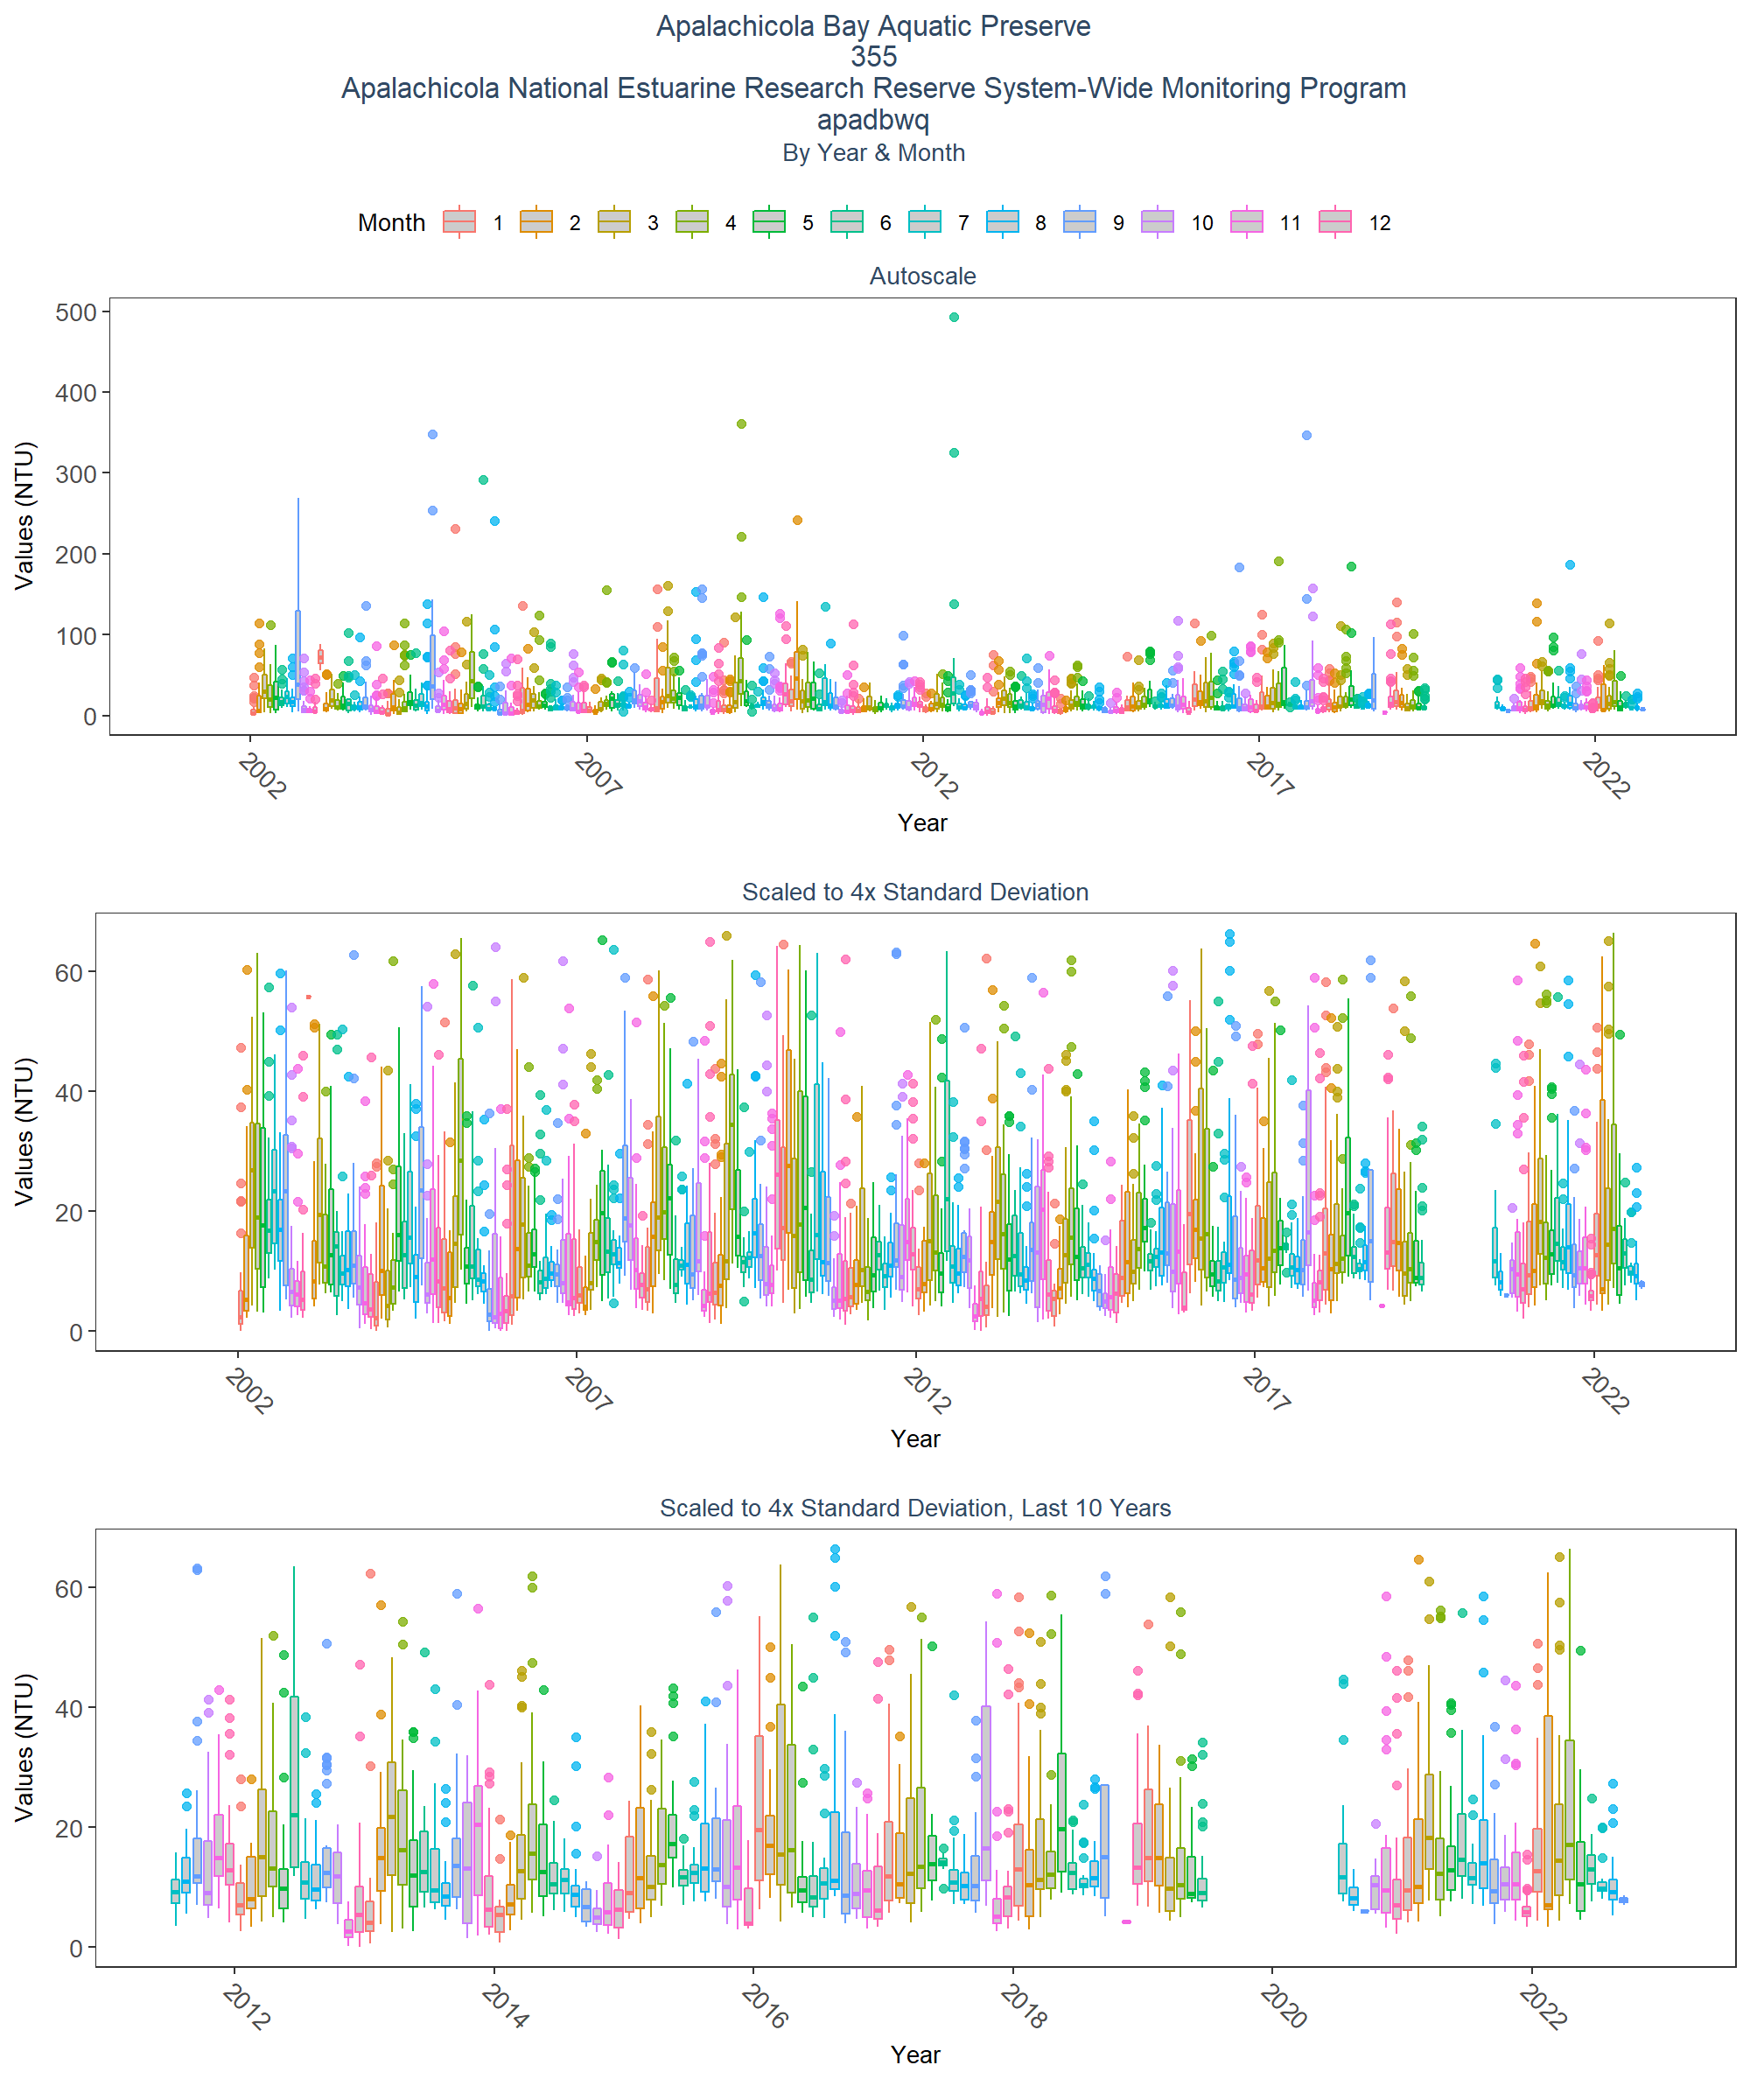 Apalachicola Bay Aquatic Preserve
355
Apalachicola National Estuarine Research Reserve System-Wide Monitoring Program
apadbwq
By Year & Month
Month 1 2 3 4 5 6 7 8 9 10 11 12
Autoscale
Values (NTU)
500
400
300
200
100
0
2002 2007 2012 2017 2022
Year
Scaled to 4x Standard Deviation
Values (NTU)
60
40
20
0
2002 2007 2012 2017 2022
Year
Scaled to 4x Standard Deviation, Last 10 Years
Values (NTU)
60
40
20
0
2012 2014 2016 2018 2020 2022
Year